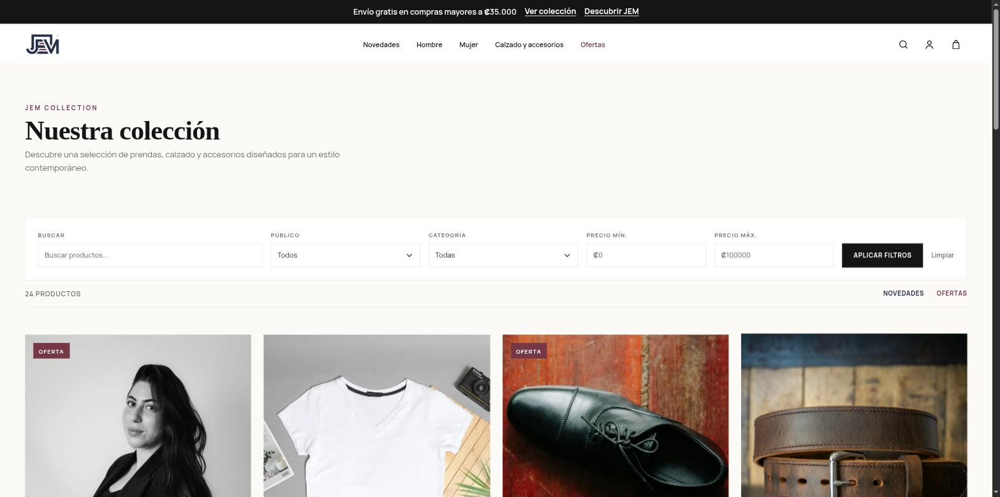 Envío gratis en compras mayores a ₡35.000 Ver colección Descubrir JEM
JEM
Novedades Hombre Mujer Calzado y accesorios Ofertas
JEM COLLECTION
Nuestra colección
Descubre una selección de prendas, calzado y accesorios diseñados para un estilo
contemporáneo.
BUSCAR PÚBLICO CATEGORÍA PRECIO MÍN. PRECIO MÁX.
Buscar productos... Todos Todas ₡0 ₡100000 APLICAR FILTROS Limpiar
24 PRODUCTOS NOVEDADES OFERTAS
OFERTA OFERTA
KODAK